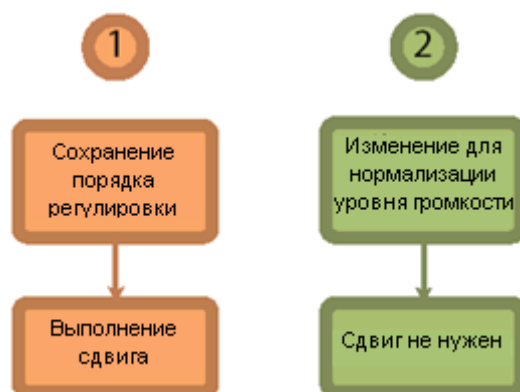 1
2
Сохранение
порядка
регулировки
Изменение для
нормализации
уровня громкости
Выполнение
сдвига
Сдвиг не нужен